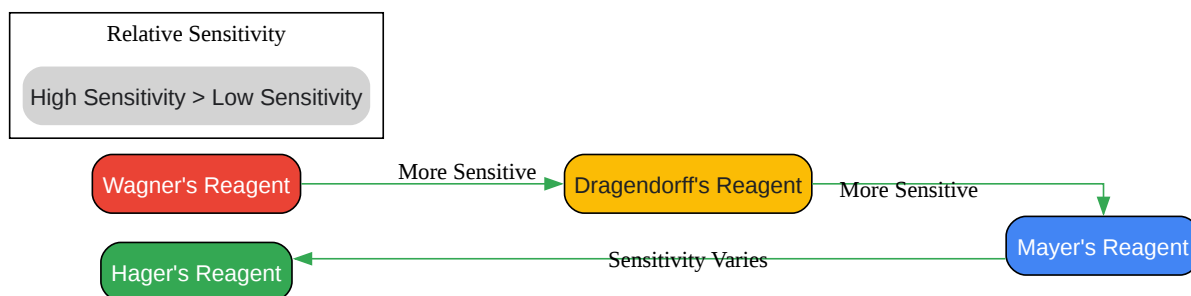 Relative Sensitivity
High Sensitivity > Low Sensitivity
Wagner's Reagent
More Sensitive
Dragendorff's Reagent
More Sensitive
Mayer's Reagent
Sensitivity Varies
Hager's Reagent